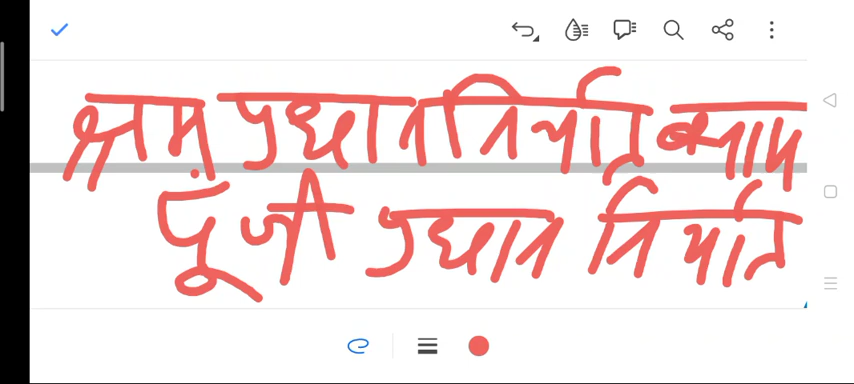 श्रम प्रधान निर्यात बनाम
पूंजी प्रधान निर्यात